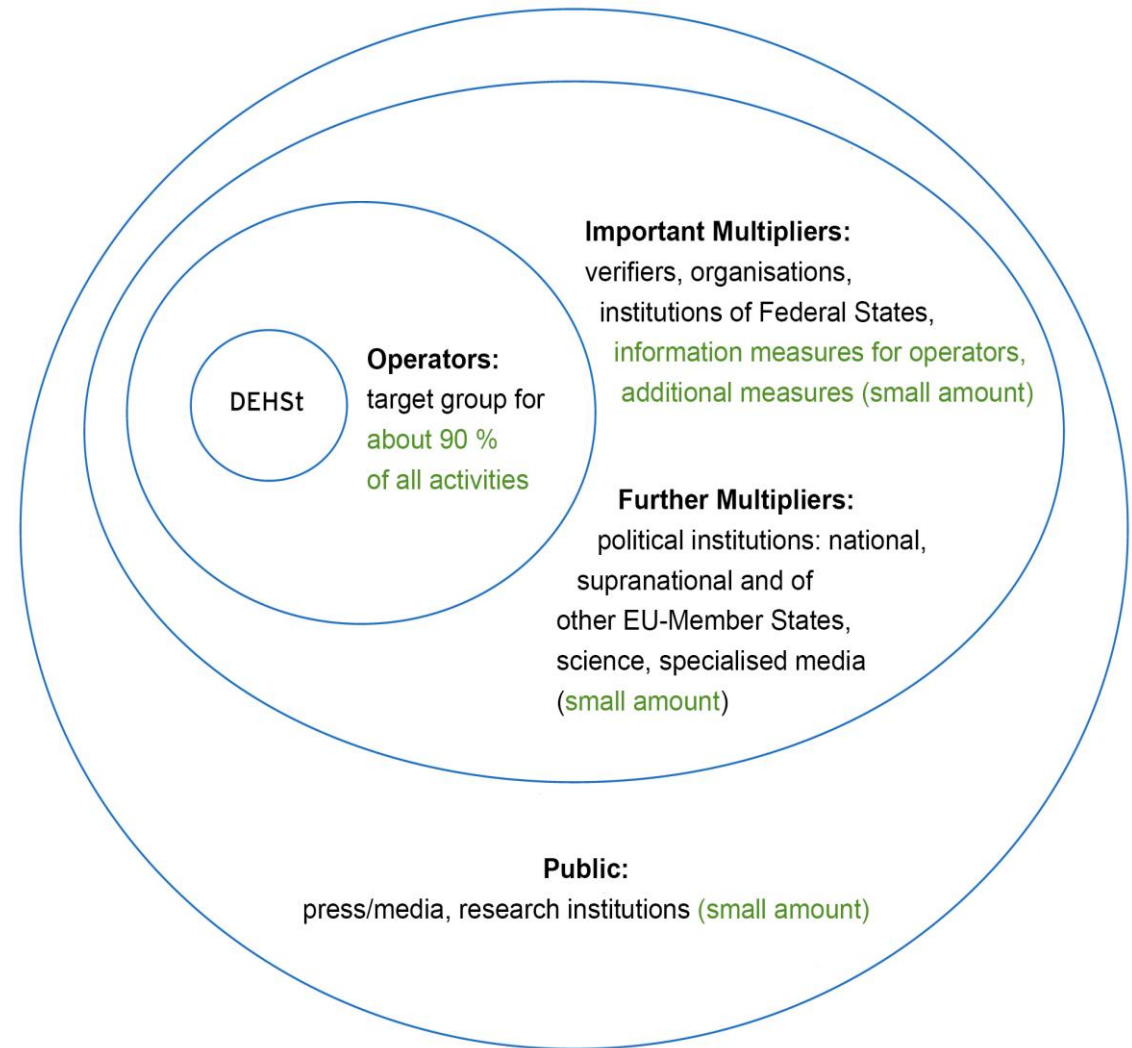 Important Multipliers:
verifiers, organisations,
institutions of Federal States,
information measures for operators,
additional measures (small amount)
DEHSt
Operators:
target group for
about 90 %
of all activities
Further Multipliers:
political institutions: national,
supranational and of
other EU-Member States,
science, specialised media
(small amount)
Public:
press/media, research institutions (small amount)